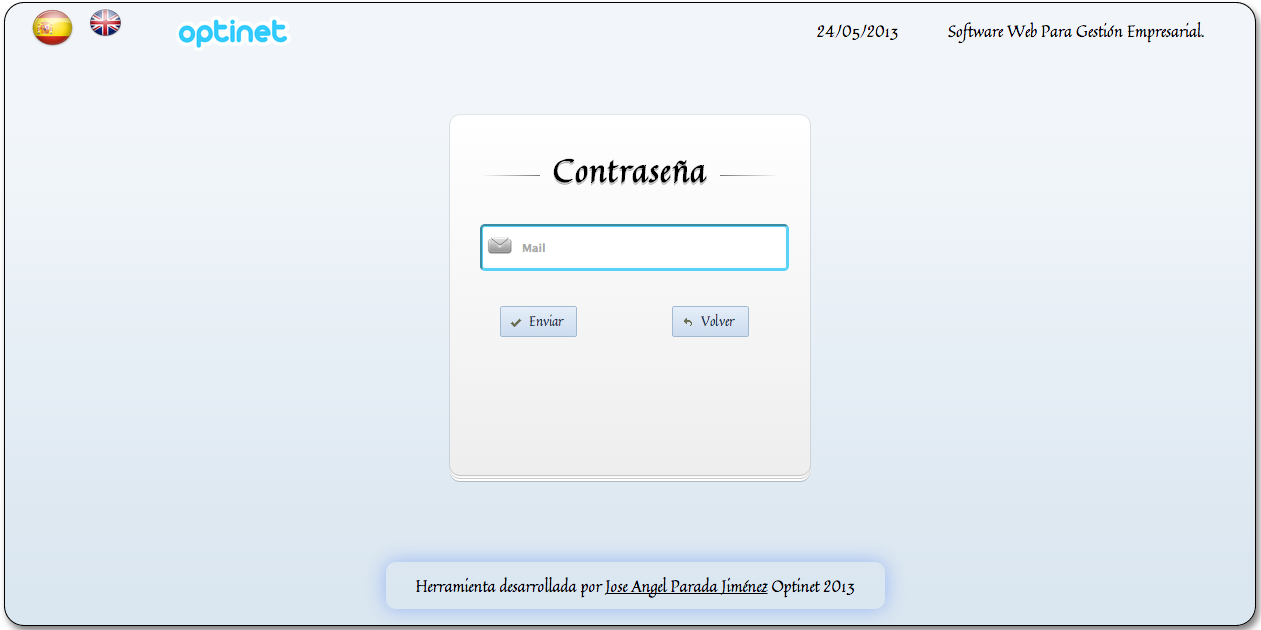 optinet
24/05/2013
Software Web Para Gestión Empresarial.
Contraseña
Mail
Enviar
Volver
Herramienta desarrollada por Jose Angel Parada Jiménez Optinet 2013